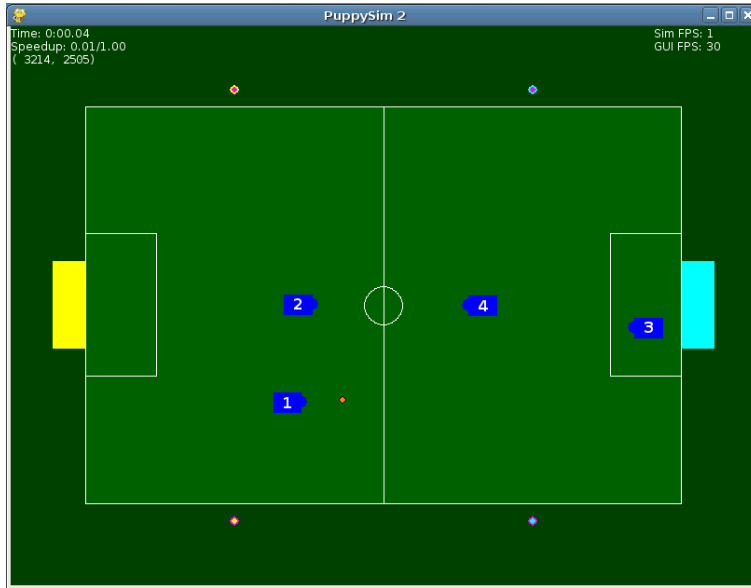 PuppySim 2
Time: 0:00.04
Speedup: 0.01/1.00
( 3214, 2505)
Sim FPS: 1
GUI FPS: 30
2
4
3
1